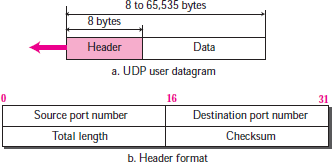 8 to 65,535 bytes
8 bytes
Header Data
a. UDP user datagram
0 16 31
Source port number Destination port number
Total length Checksum
b. Header format